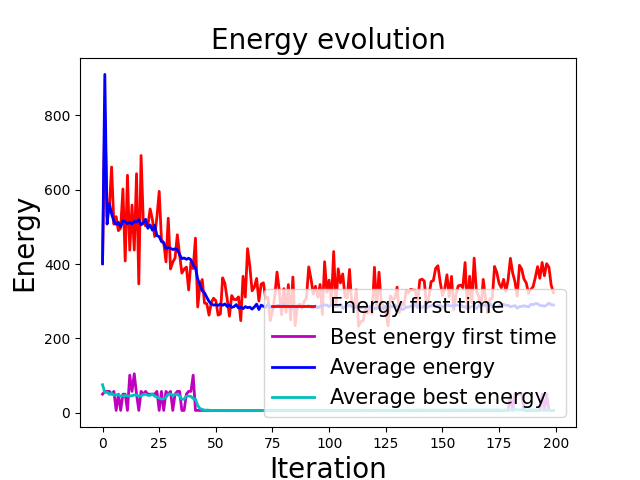 Energy evolution
Energy
800
600
400
200
0
Energy first time
Best energy first time
Average energy
Average best energy
0 25 50 75 100 125 150 175 200
Iteration